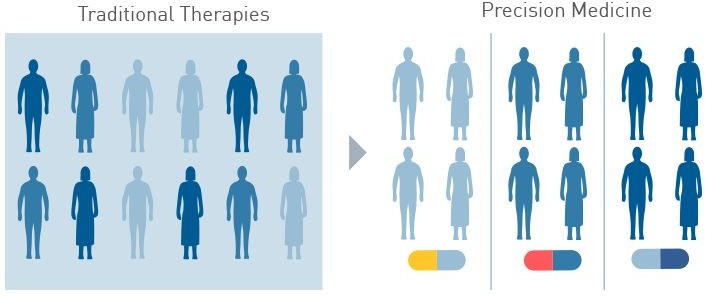 Traditional Therapies
Precision Medicine